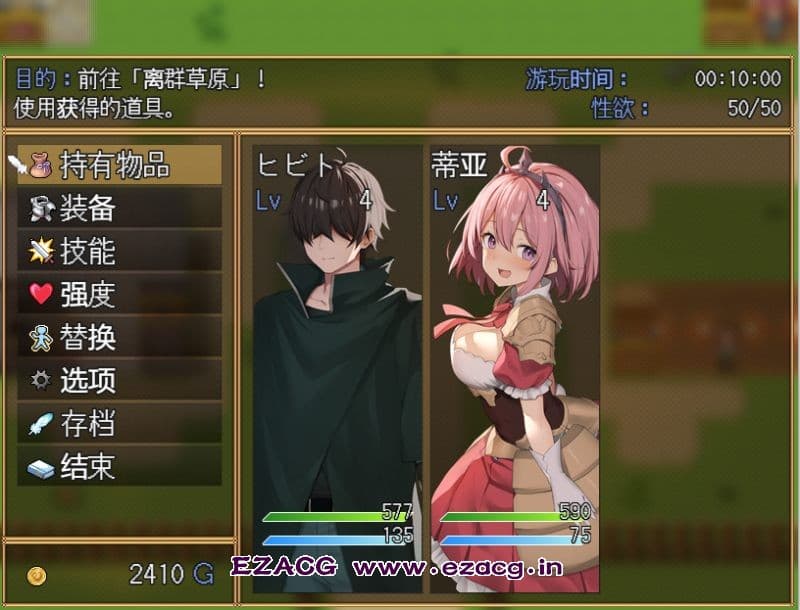 目的：前往「离群草原」！
使用获得的道具。
游玩时间： 00:10:00
性欲： 50/50
持有物品
装备
技能
强度
替换
选项
存档
结束
2410 G
ヒビト
Lv 4
577
135
蒂亚
Lv 4
590
75
EZACG www.ezacg.in